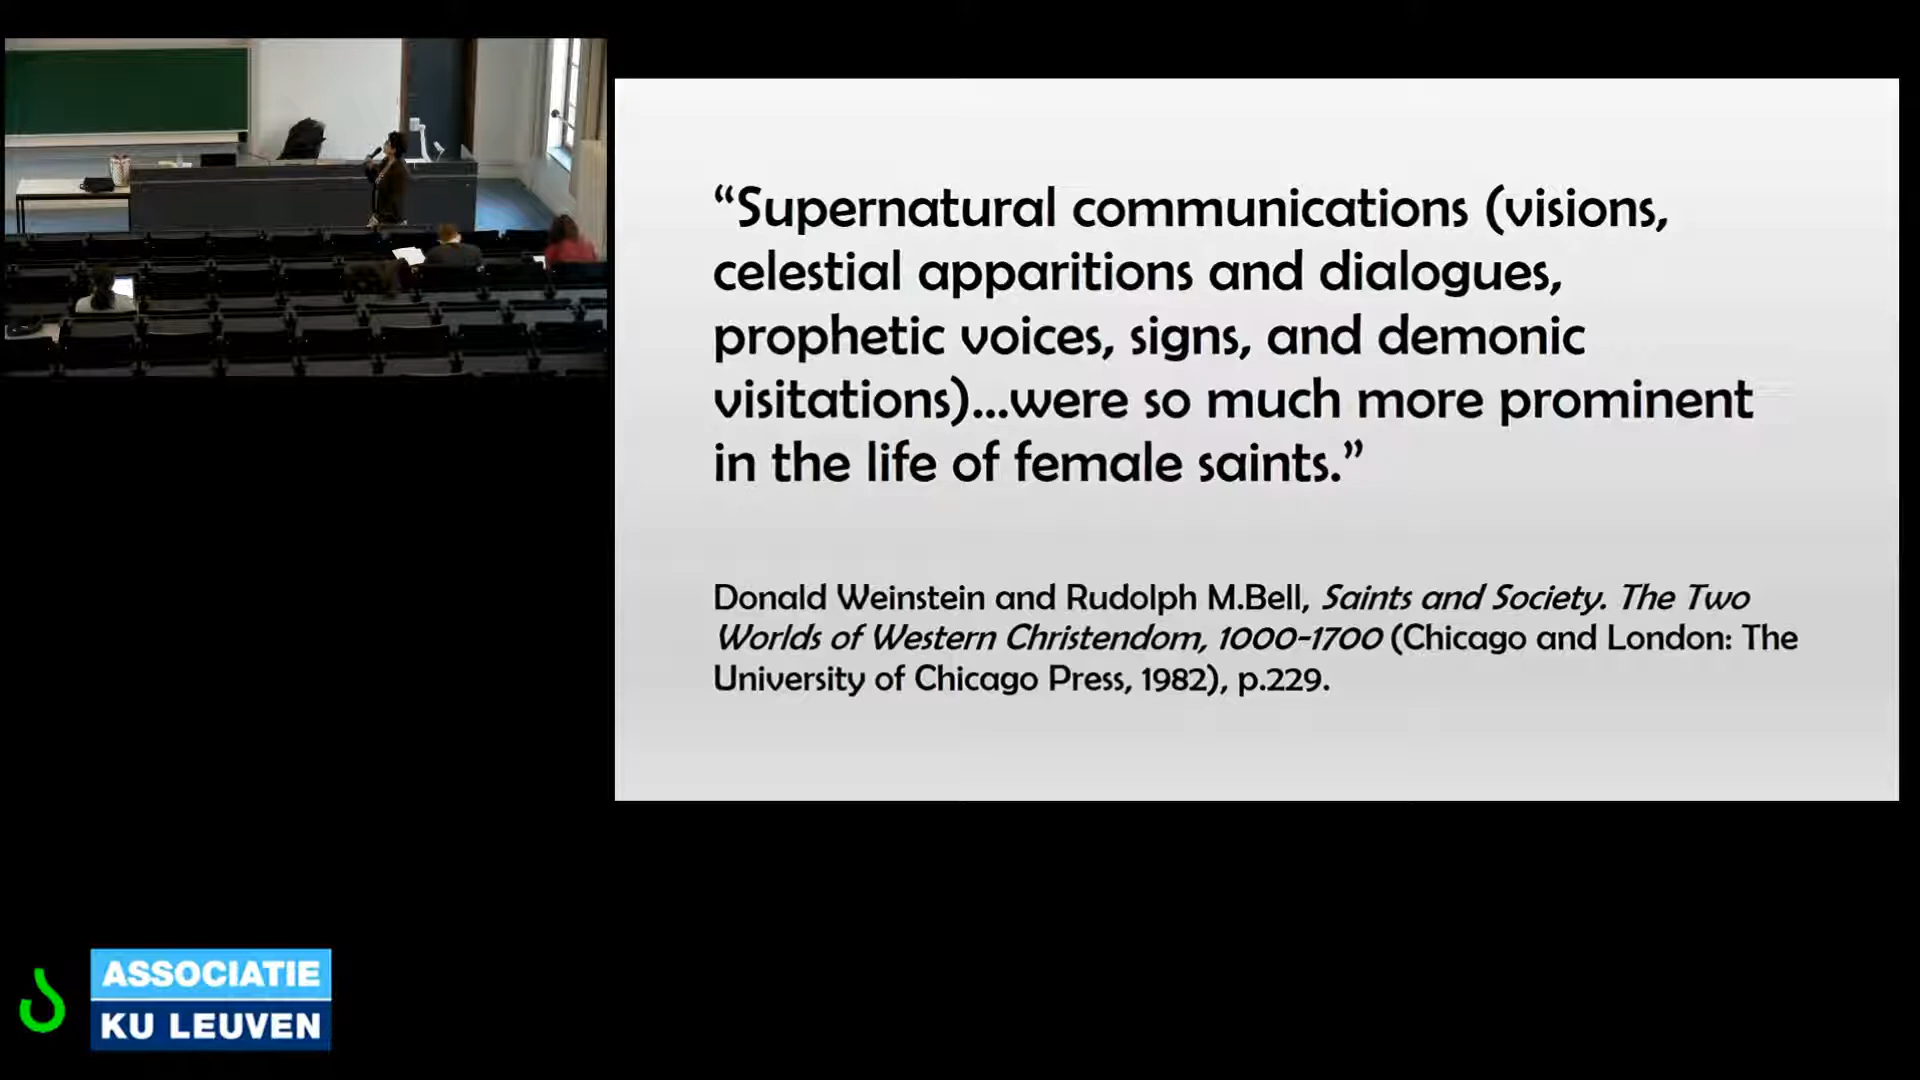 “Supernatural communications (visions,
celestial apparitions and dialogues,
prophetic voices, signs, and demonic
visitations)...were so much more prominent
in the life of female saints.”
Donald Weinstein and Rudolph M.Bell, Saints and Society. The Two
Worlds of Western Christendom, 1000-1700 (Chicago and London: The
University of Chicago Press, 1982), p.229.
ASSOCIATIE
KU LEUVEN